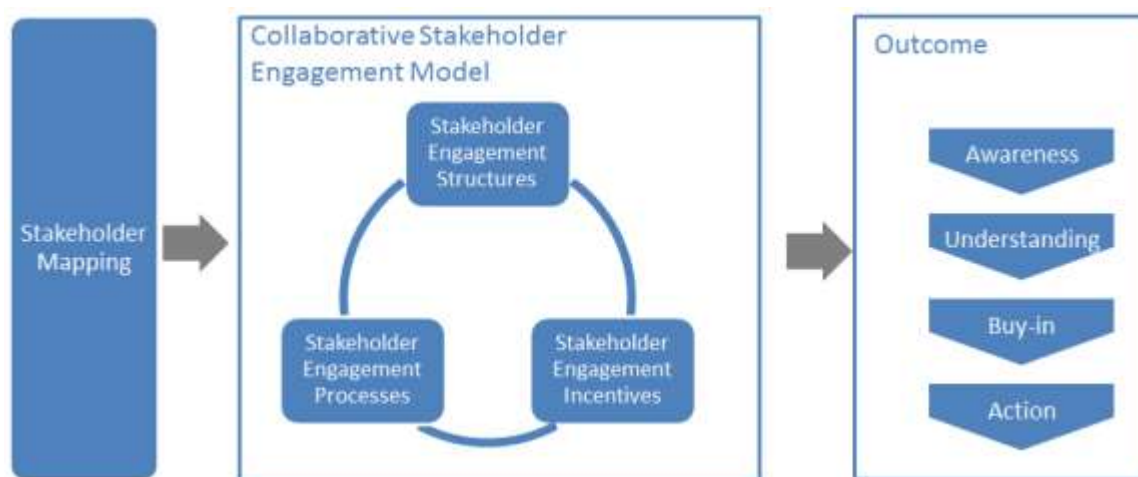 Stakeholder
Mapping
Collaborative Stakeholder
Engagement Model
Stakeholder
Engagement
Structures
Stakeholder
Engagement
Processes
Stakeholder
Engagement
Incentives
Outcome
Awareness
Understanding
Buy-in
Action